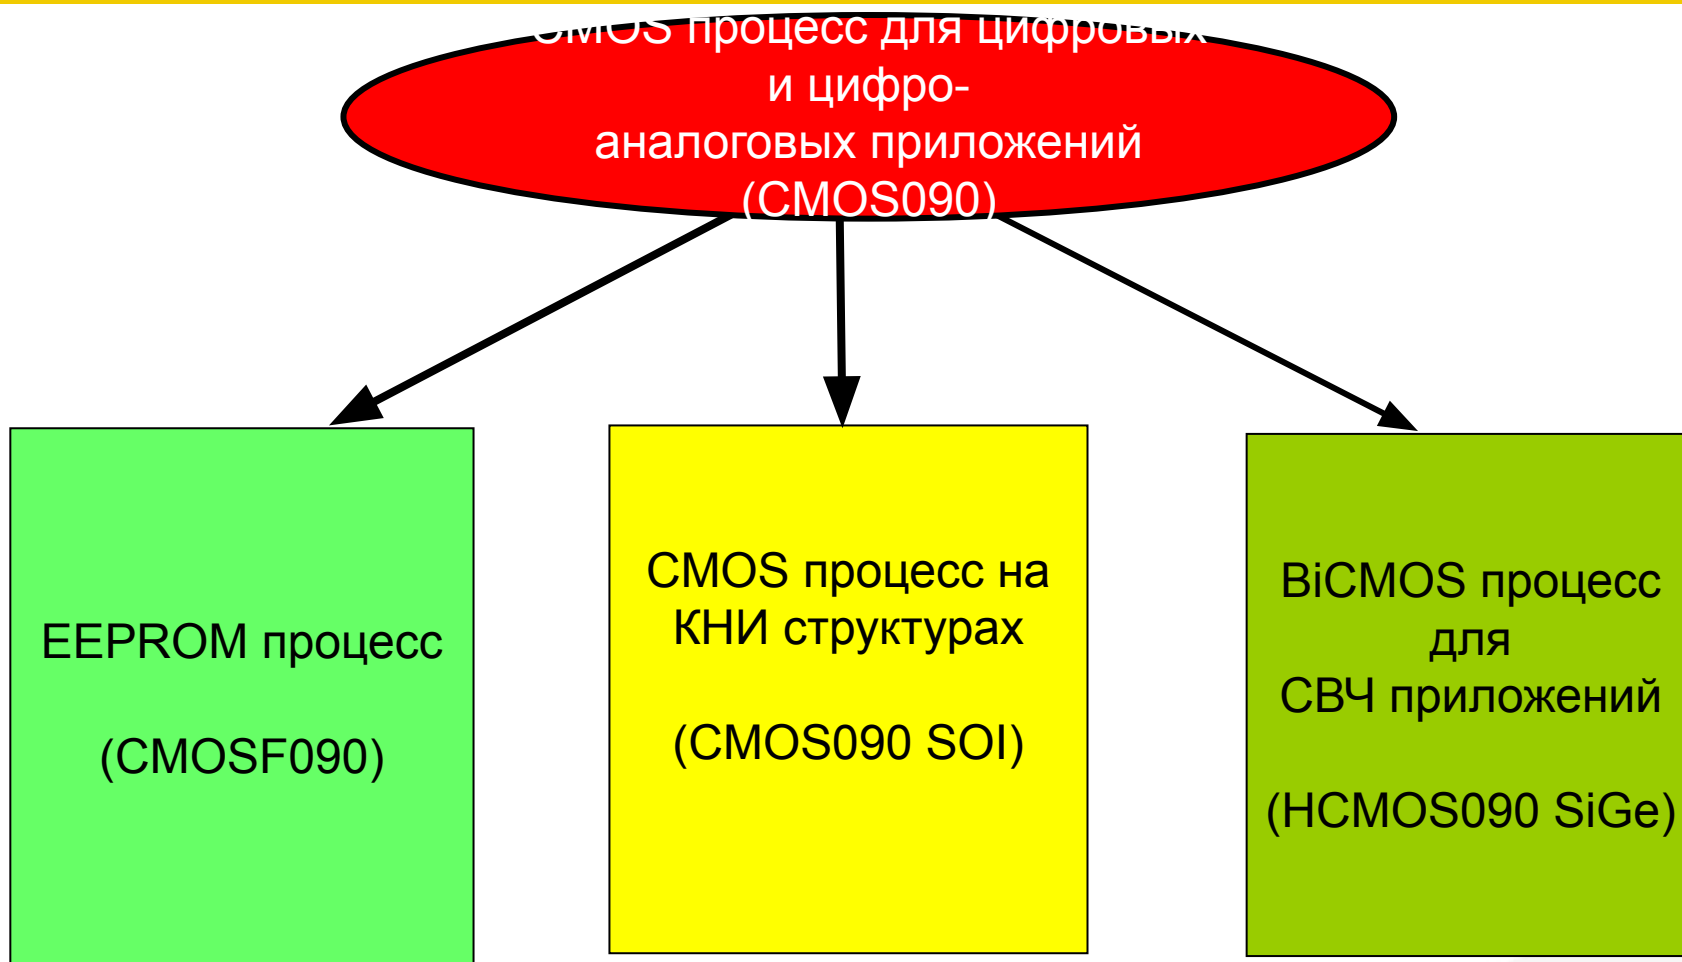 CMOS процесс для цифровых
и цифро-
аналоговых приложений
(CMOS090)
EEPROM процесс
(CMOSF090)
CMOS процесс на
КНИ структурах
(CMOS090 SOI)
BiCMOS процесс
для
СВЧ приложений
(HCMOS090 SiGe)